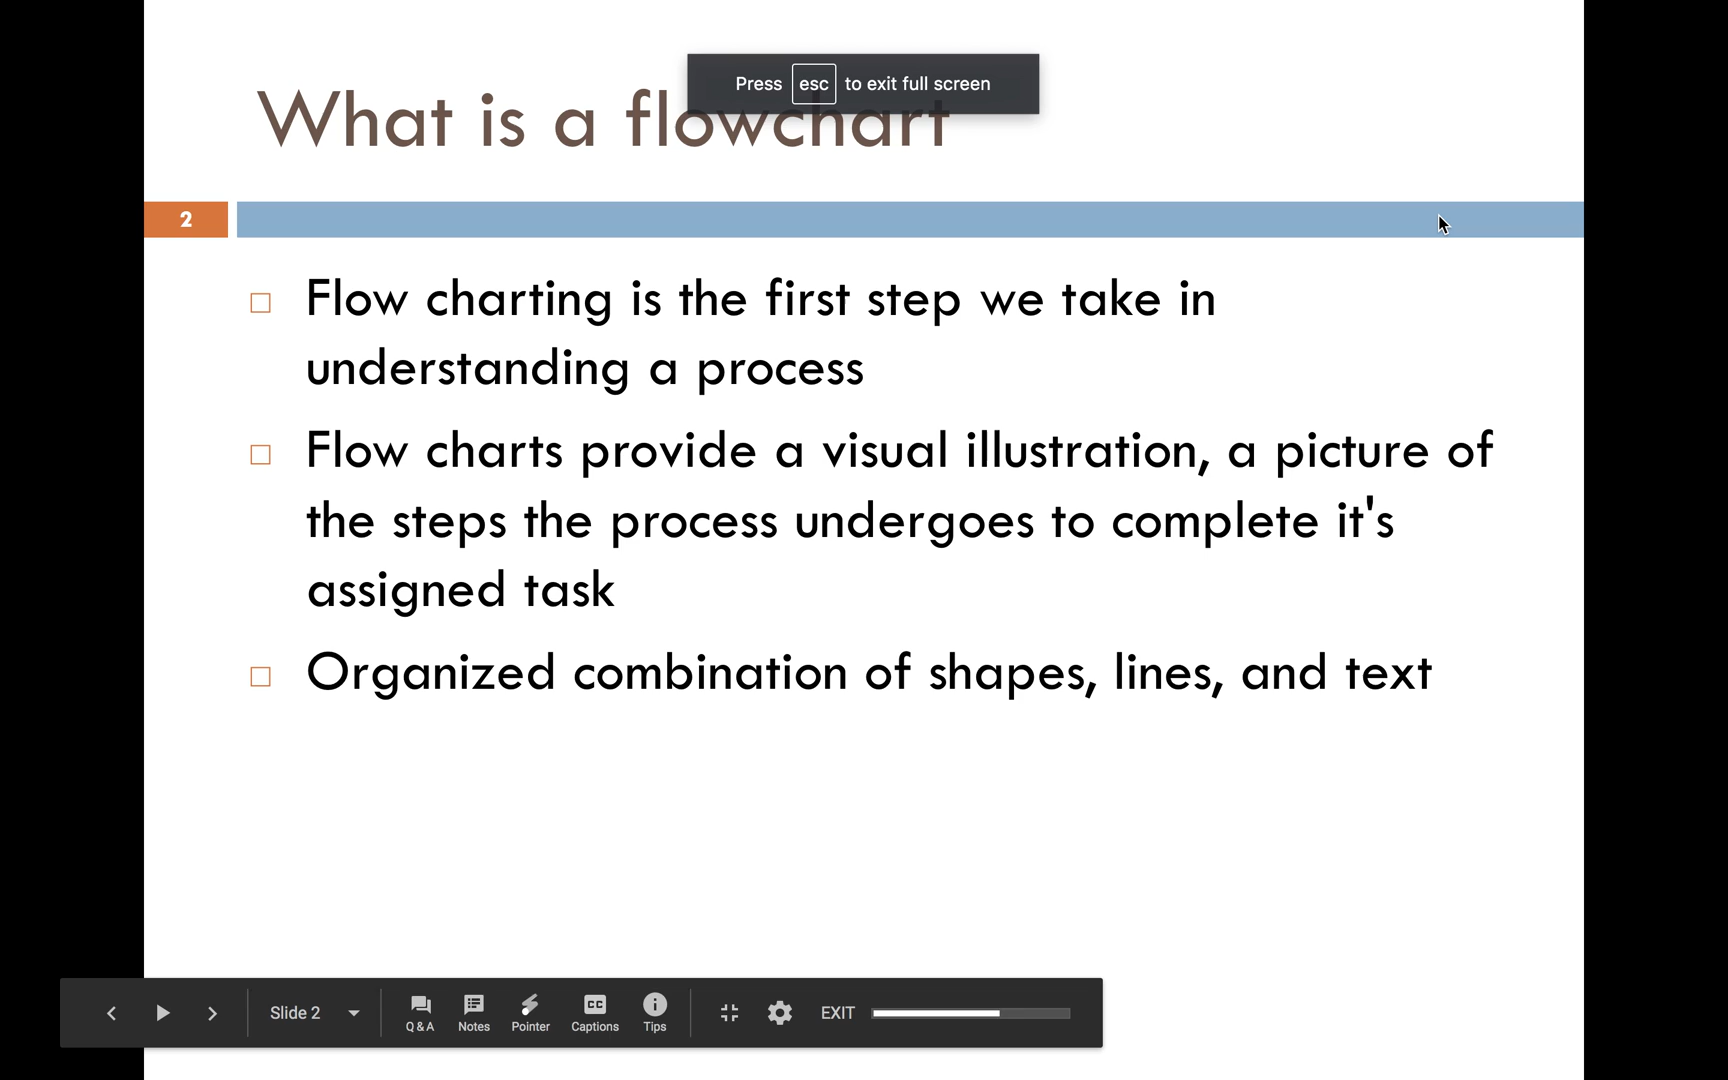 Press esc to exit full screen
What is a flowchart
2
Flow charting is the first step we take in
understanding a process
Flow charts provide a visual illustration, a picture of
the steps the process undergoes to complete it's
assigned task
Organized combination of shapes, lines, and text
Slide 2
Q & A
Notes
Pointer
CC
Captions
Tips
EXIT